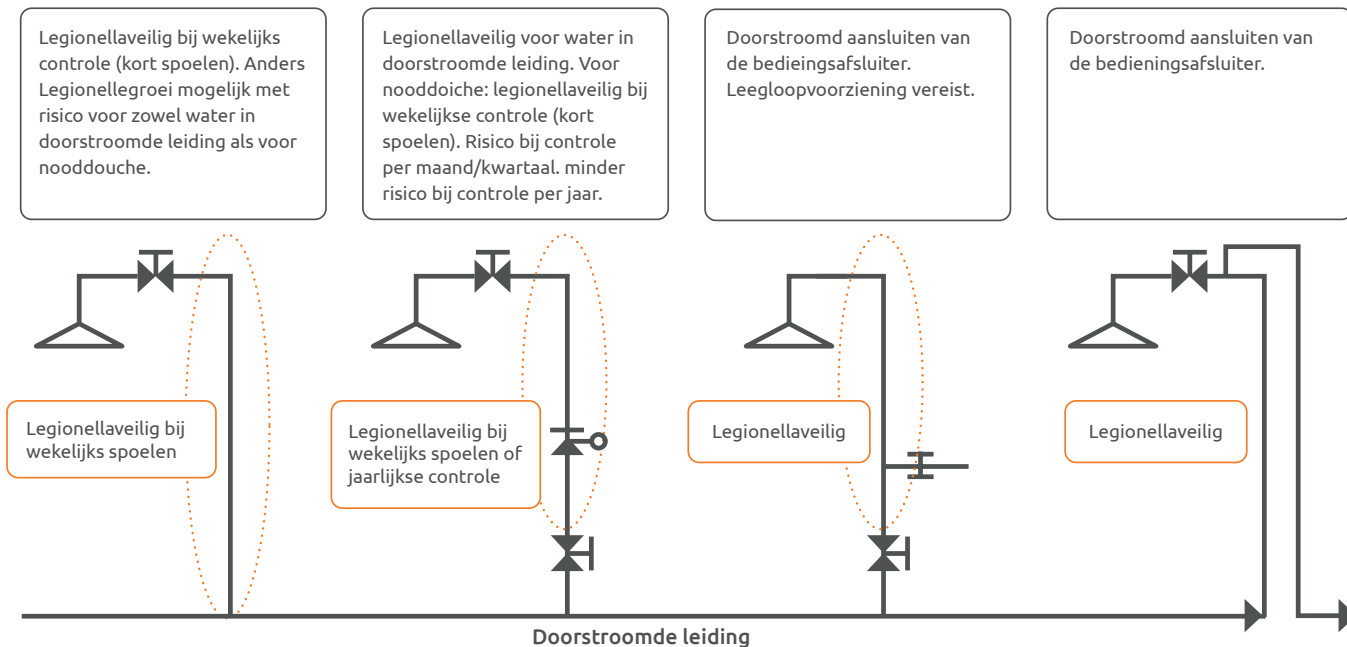 Legionellaveilig bij wekelijks
controle (kort spoelen). Anders
Legionellegroei mogelijk met
risico voor zowel water in
doorstroomde leiding als voor
nooddouche.
Legionellaveilig voor water in
doorstroomde leiding. Voor
nooddoiche: legionellaveilig bij
wekelijkse controle (kort
spoelen). Risico bij controle
per maand/kwartaal. minder
risico bij controle per jaar.
Doorstroomd aansluiten van
de bedieingsafsluiter.
Leegloopvoorziening vereist.
Doorstroomd aansluiten van
de bedieningsafsluiter.
Legionellaveilig bij
wekelijks spoelen
Legionellaveilig bij
wekelijks spoelen of
jaarlijkse controle
Legionellaveilig
Legionellaveilig
Doorstroomde leiding